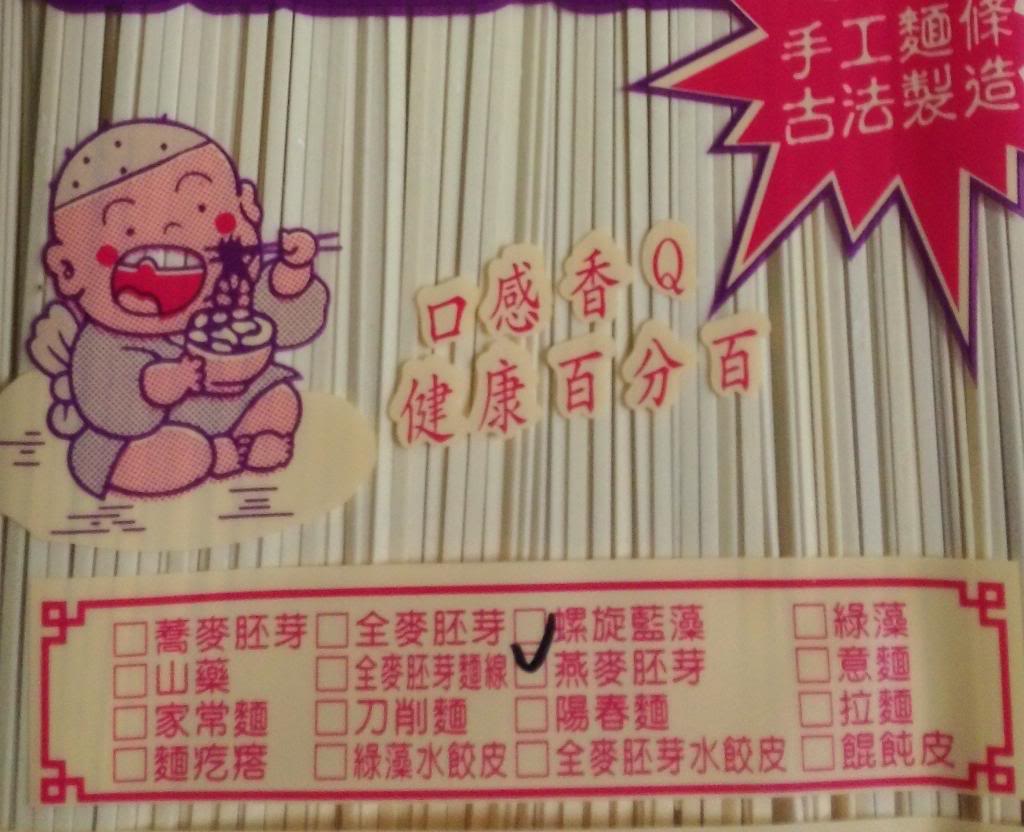 手工麵條
古法製造
口感香Q
健康百分百
□蕎麥胚芽 □全麥胚芽 □螺旋藍藻 □綠藻
□山藥 □全麥胚芽麵線 □燕麥胚芽 □意麵
□家常麵 □刀削麵 □陽春麵 □拉麵
□麵疙瘩 □綠藻水餃皮 □全麥胚芽水餃皮 □餛飩皮